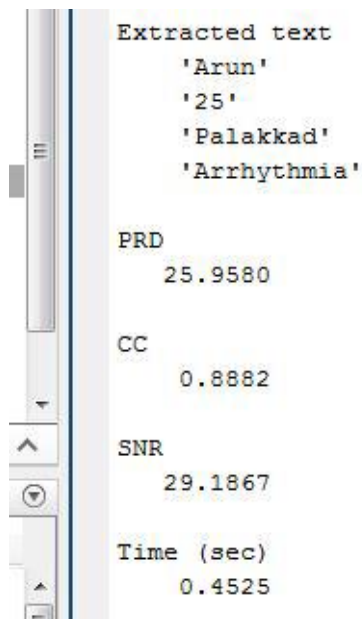 Extracted text
'Arun'
'25'
'Palakkad'
'Arrhythmia'
PRD
25.9580
CC
0.8882
SNR
29.1867
Time (sec)
0.4525